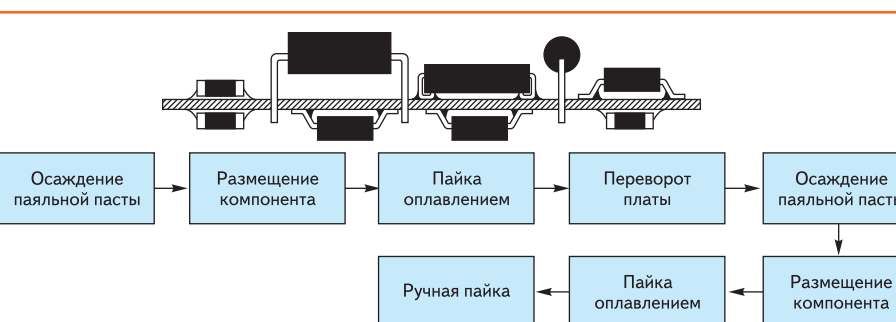 Осаждение
паяльной пасты
Размещение
компонента
Пайка
оплавлением
Переворот
платы
Осаждение
паяльной пасты
Размещение
компонента
Пайка
оплавлением
Ручная пайка